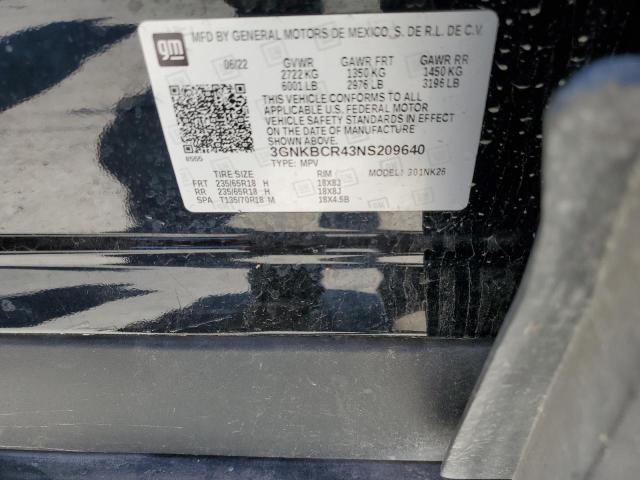 gm
MFD BY GENERAL MOTORS DE MEXICO, S. DE R.L. DE C.V.
06/22 GVWR GAWR FRT GAWR RR
2722 KG 1350 KG 1450 KG
6001 LB 2976 LB 3196 LB
THIS VEHICLE CONFORMS TO ALL
APPLICABLE U.S. FEDERAL MOTOR
VEHICLE SAFETY STANDARDS IN EFFECT
ON THE DATE OF MANUFACTURE
SHOWN ABOVE.
3GNKBCR43NS209640
TYPE: MPV MODEL: 301NK26
TIRE SIZE RIM
FRT 235/65R18 H 18X8J
RR 235/65R18 H 18X8J
SPA T135/70R18 M 18X4.5B